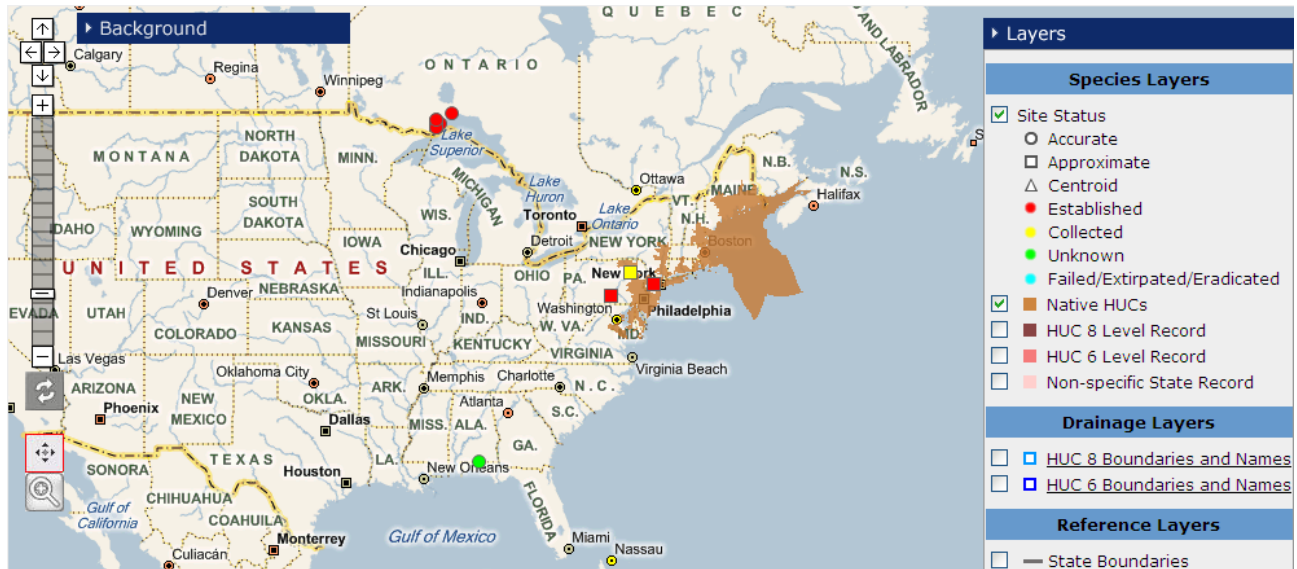 Background
Layers
Species Layers
Site Status
Accurate
Approximate
Centroid
Established
Collected
Unknown
Failed/Extirpated/Eradicated
Native HUCs
HUC 8 Level Record
HUC 6 Level Record
Non-specific State Record
Drainage Layers
HUC 8 Boundaries and Names
HUC 6 Boundaries and Names
Reference Layers
State Boundaries
QUEBEC
AND LABRADOR
Calgary
Regina
Winnipeg
ONTARIO
Lake
Superior
MONTANA
NORTH
DAKOTA
MINN.
N.B.
N.S.
Ottawa
MAINE
Halifax
Lake
Huron
MICHIGAN
VT.
N.H.
SOUTH
DAKOTA
WIS.
Toronto
Lake
Ontario
IDAHO
WYOMING
IOWA
Chicago
Detroit
NEW YORK
Boston
UNITED STATES
NEBRASKA
ILL.
OHIO
PA.
New York
Indianapolis
IND.
Washington
Philadelphia
Denver
UTAH
COLORADO
KANSAS
St Louis
MISSOURI
KENTUCKY
W. VA.
MD.
VIRGINIA
Virginia Beach
Las Vegas
Oklahoma City
Memphis
Charlotte
N.C.
ARIZONA
NEW
MEXICO
OKLA.
ARK.
Atlanta
S.C.
Phoenix
Dallas
MISS.
ALA.
GA.
TEXAS
LA.
New Orleans
SONORA
Houston
FLORIDA
CHIHUAHUA
Gulf of
California
COAHUILA
Monterrey
Gulf of Mexico
Miami
Nassau
Culiacán